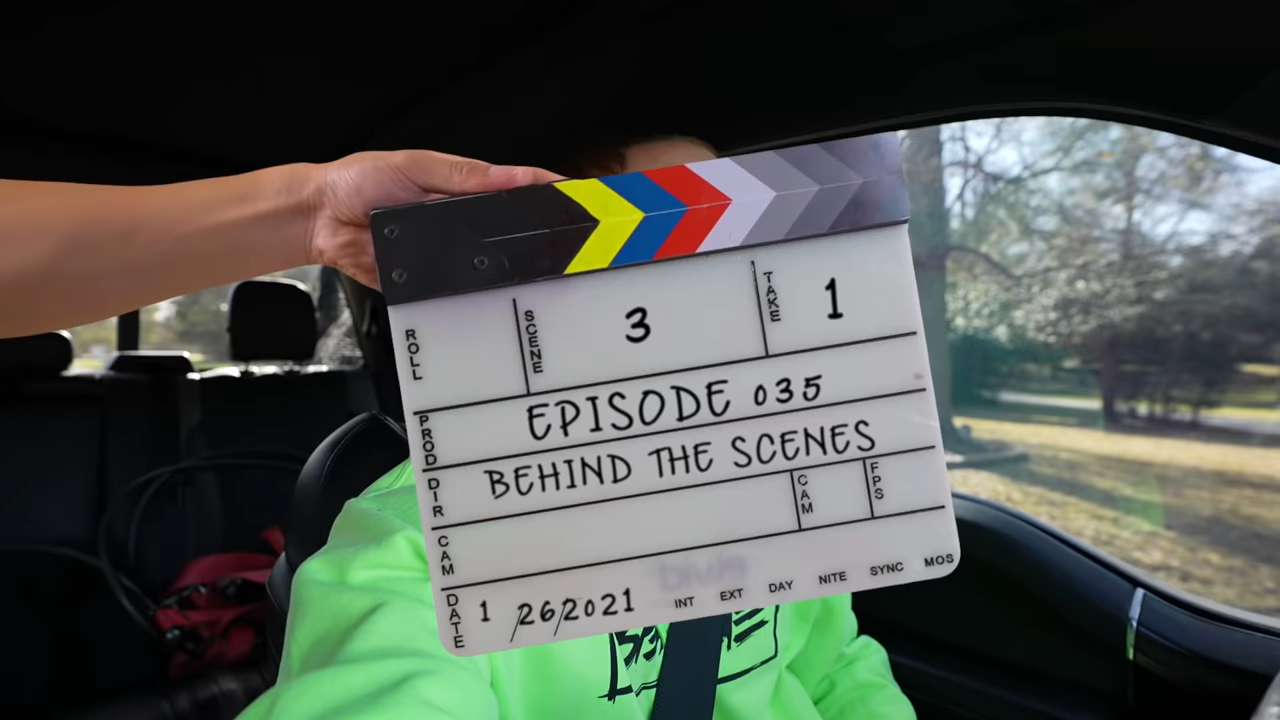 ROLL
SCENE 3
TAKE 1
PROD EPISODE 035
DIR BEHIND THE SCENES
CAM
CAM
FPS
DATE 1/26/2021
INT EXT DAY NITE SYNC MOS